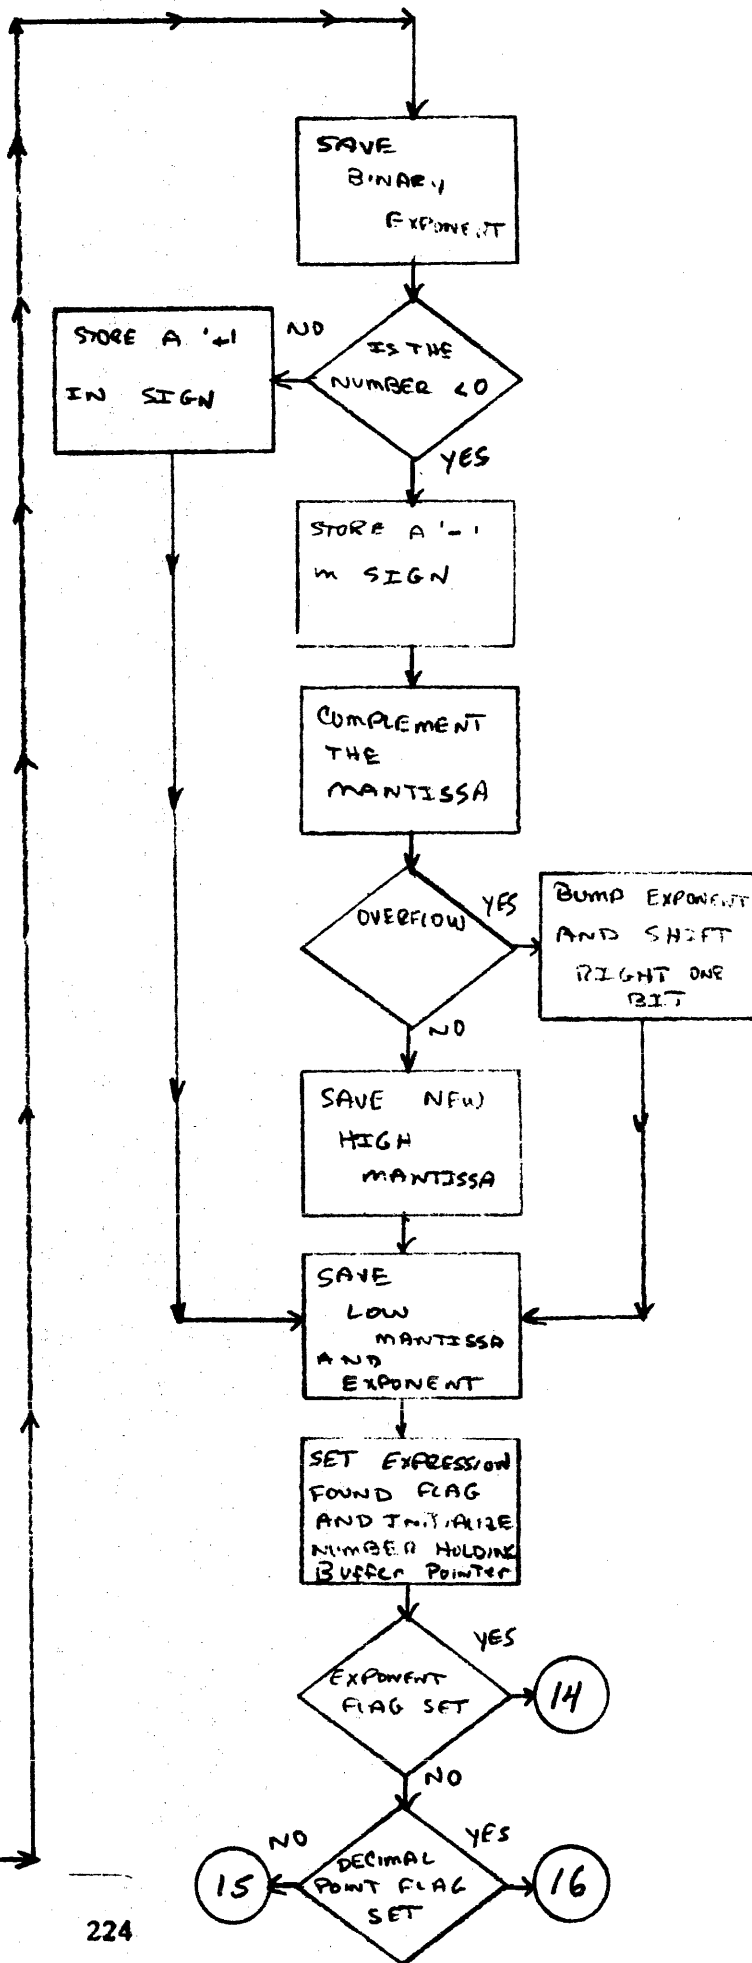 SAVE
BINARY
EXPONENT
STORE A '+'
IN SIGN
NO
IS THE
NUMBER < 0
YES
STORE A '-'
IN SIGN
COMPLEMENT
THE
MANTISSA
OVERFLOW
YES
BUMP EXPONENT
AND SHIFT
RIGHT ONE
BIT
NO
SAVE NEW
HIGH
MANTISSA
SAVE
LOW
MANTISSA
AND
EXPONENT
SET EXPRESSION
FOUND FLAG
AND INITIALIZE
NUMBER HOLDING
BUFFER POINTER
YES
EXPONENT
FLAG SET
14
NO
NO
YES
DECIMAL
POINT FLAG
SET
15
16
224